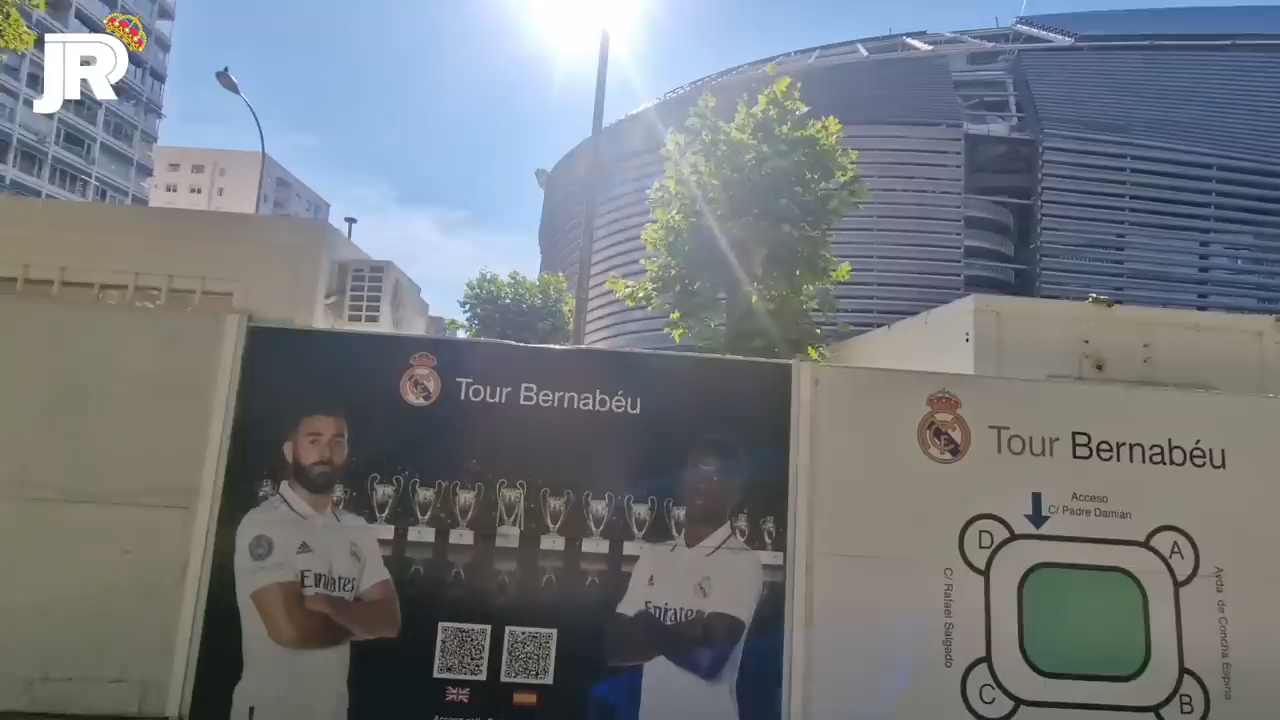 JR
Tour Bernabéu
Emirates
Emirates
Tour Bernabéu
Acceso
C/ Padre Damian
D
A
C/ Rafael Salgado
Avda. de Concha Espina
C
B